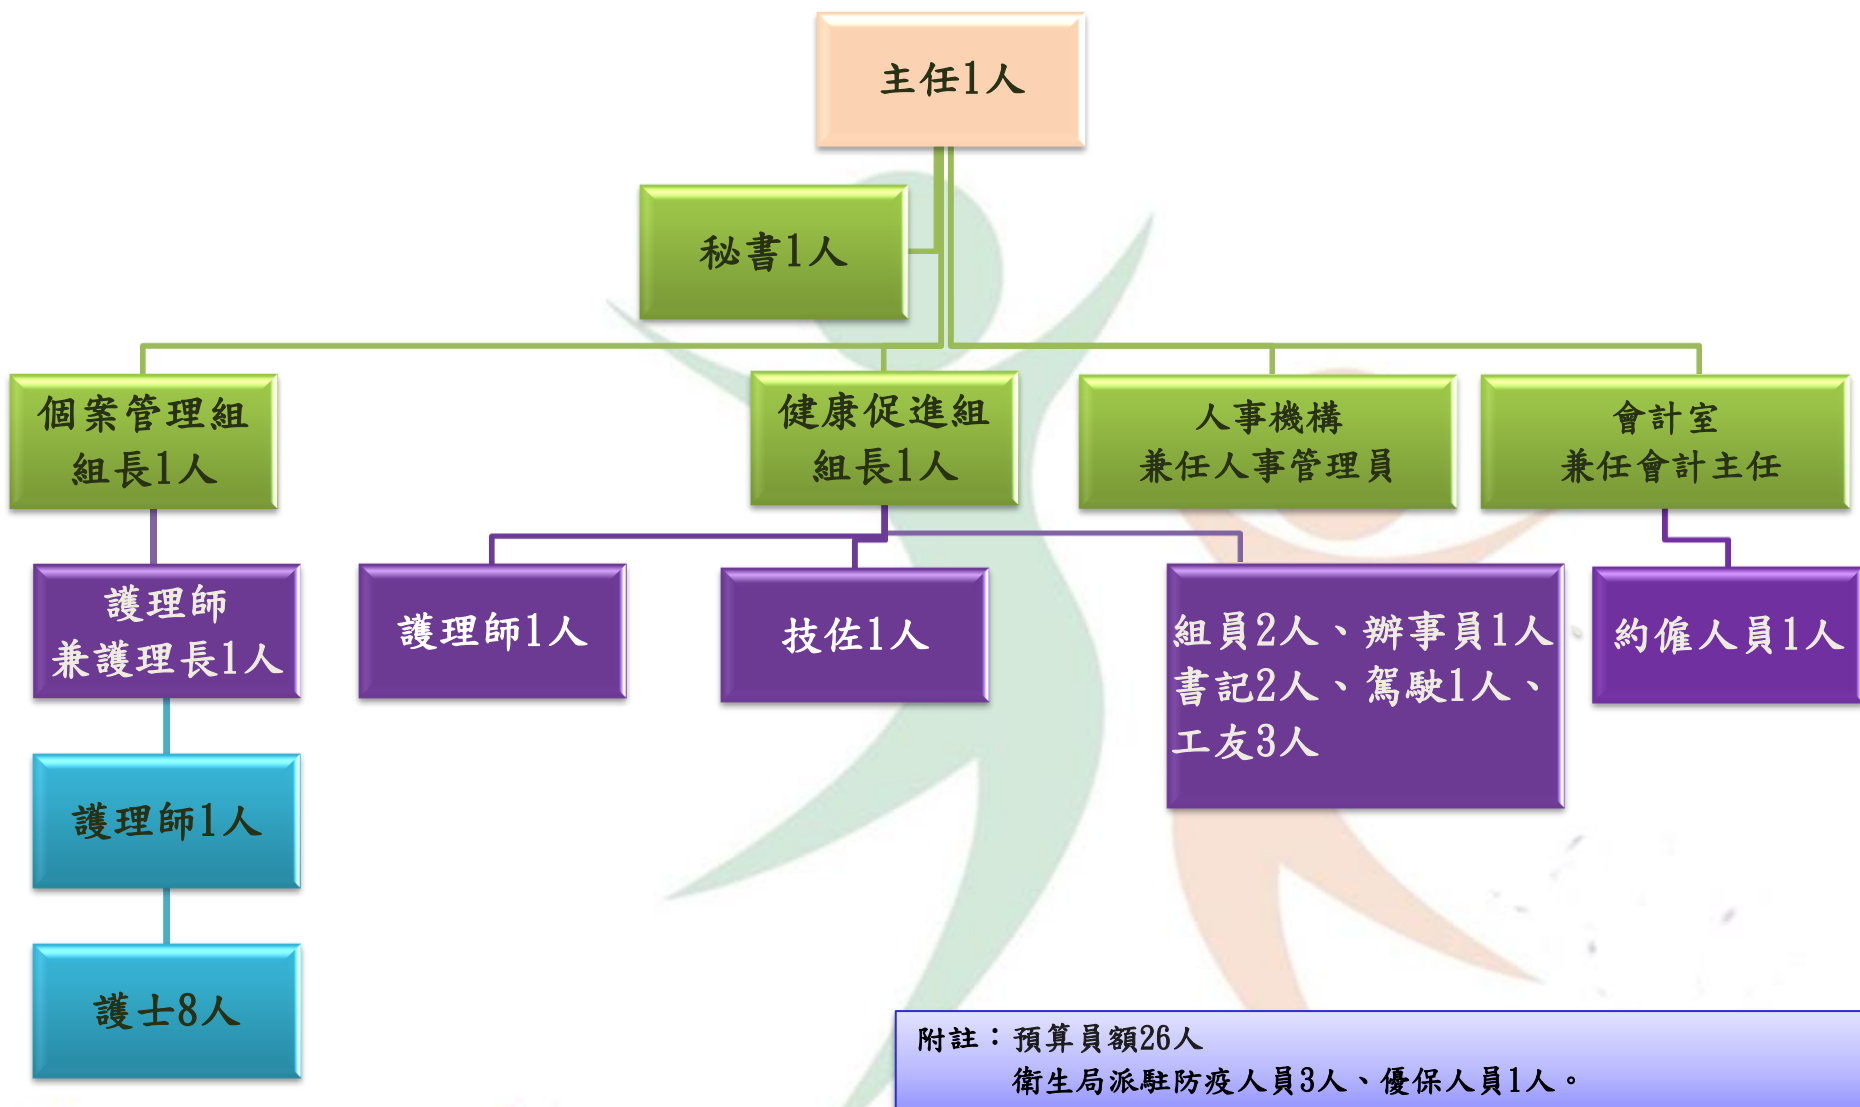 主任1人
秘書1人
個案管理組
組長1人
健康促進組
組長1人
人事機構
兼任人事管理員
會計室
兼任會計主任
護理師
兼護理長1人
護理師1人
技佐1人
組員2人、辦事員1人、
書記2人、駕駛1人、
工友3人
約僱人員1人
護理師1人
護士8人
附註：預算員額26人
衛生局派駐防疫人員3人、優保人員1人。